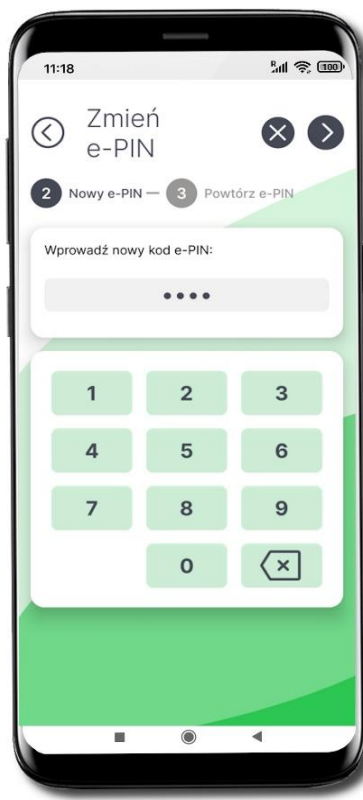 11:18
R
100
Zmień
e-PIN
2 Nowy e-PIN — 3 Powtórz e-PIN
Wprowadź nowy kod e-PIN:
••••
1 2 3
4 5 6
7 8 9
0